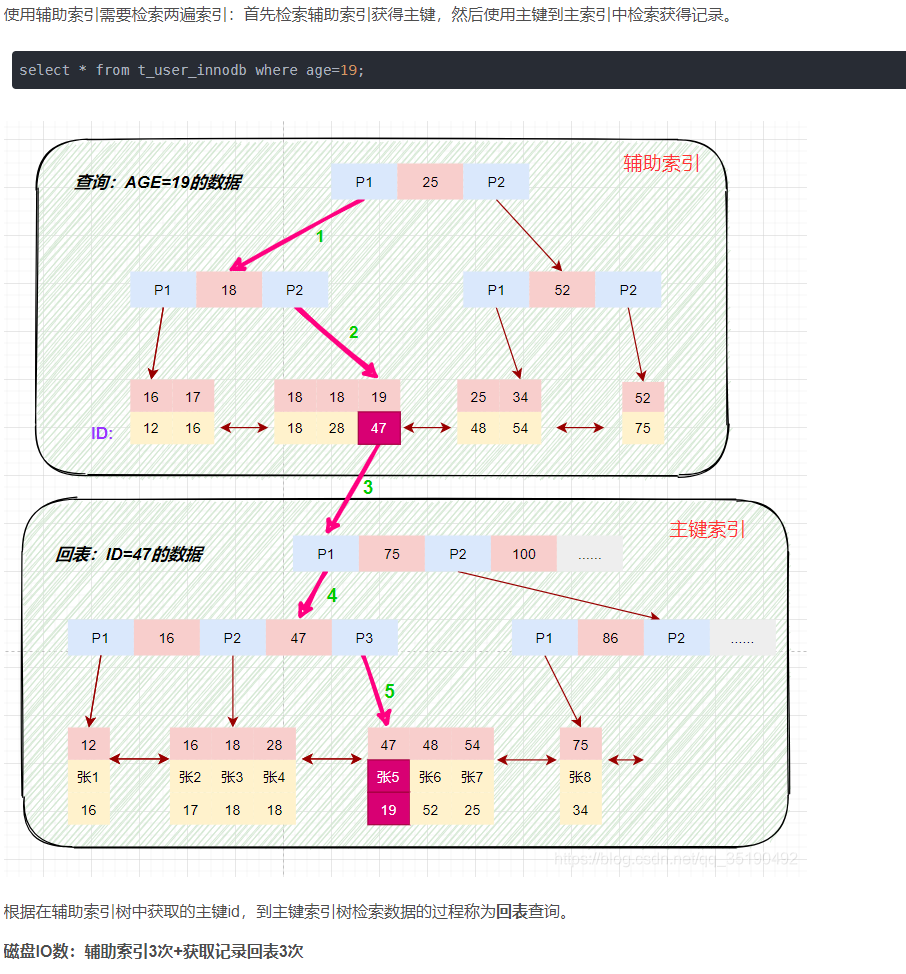 使用辅助索引需要检索两遍索引：首先检索辅助索引获得主键，然后使用主键到主索引中检索获得记录。
select * from t_user_innodb where age=19;
辅助索引
查询：AGE=19的数据
P1 25 P2
1
P1 18 P2 P1 52 P2
2
16 17 18 18 19 25 34 52
ID: 12 16 18 28 47 48 54 75
3
主键索引
回表：ID=47的数据
P1 75 P2 100 ......
4
P1 16 P2 47 P3 P1 86 P2 ......
5
12 16 18 28 47 48 54 75
张1 张2 张3 张4 张5 张6 张7 张8
16 17 18 18 19 52 25 34
https://blog.csdn.net/qq_35190492
根据在辅助索引树中获取的主键id，到主键索引树检索数据的过程称为回表查询。
磁盘IO数：辅助索引3次+获取记录回表3次